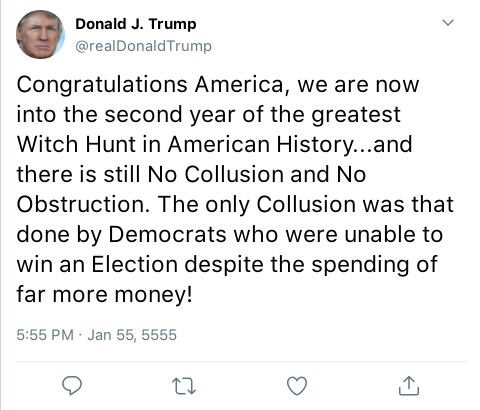 Donald J. Trump
@realDonaldTrump
Congratulations America, we are now
into the second year of the greatest
Witch Hunt in American History...and
there is still No Collusion and No
Obstruction. The only Collusion was that
done by Democrats who were unable to
win an Election despite the spending of
far more money!
5:55 PM · Jan 55, 5555